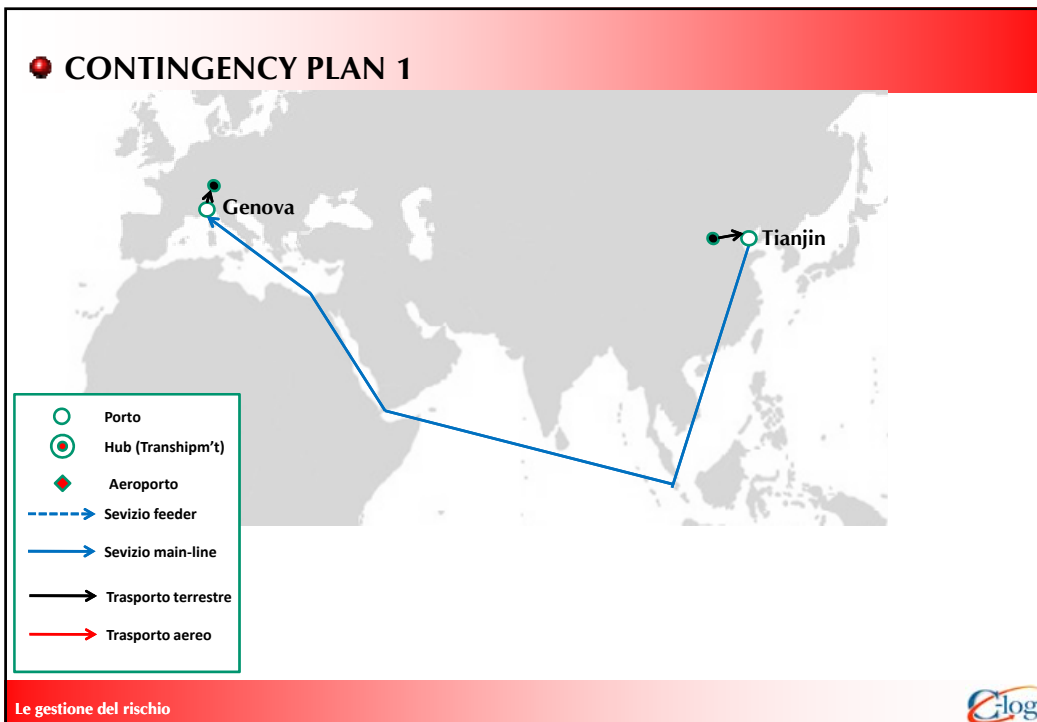 CONTINGENCY PLAN 1
Genova
Tianjin
Porto
Hub (Transhipm't)
Aeroporto
Sevizio feeder
Sevizio main-line
Trasporto terrestre
Trasporto aereo
Le gestione del rischio
C-log